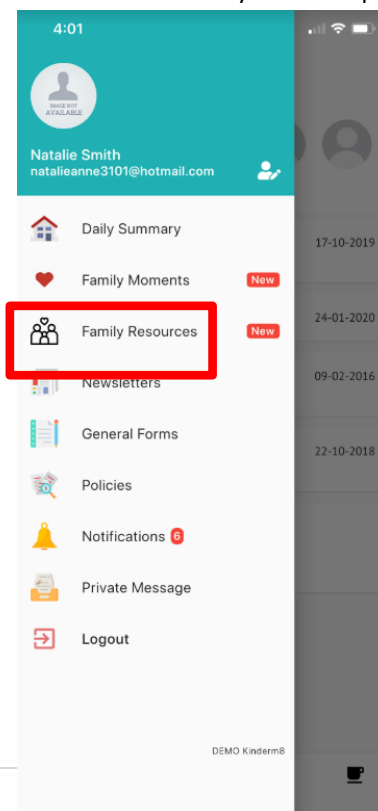 4:01
IMAGE NOT
AVAILABLE
Natalie Smith
natalieanne3101@hotmail.com
Daily Summary
17-10-2019
Family Moments New
24-01-2020
Family Resources New
09-02-2016
Newsletters
General Forms
22-10-2018
Policies
Notifications 6
Private Message
Logout
DEMO Kinderm8